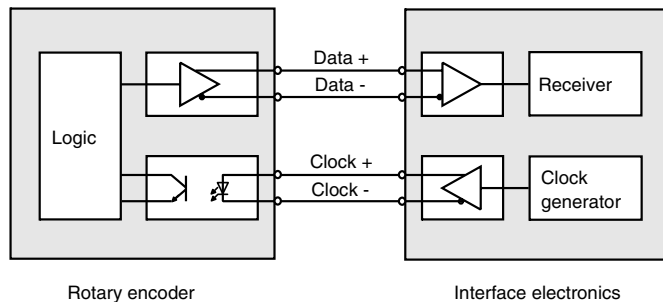 Data +
Data -
Receiver
Logic
Clock +
Clock -
Clock
generator
Rotary encoder
Interface electronics